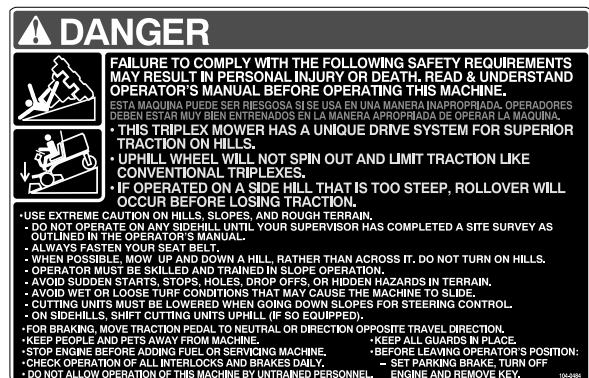 DANGER
FAILURE TO COMPLY WITH THE FOLLOWING SAFETY REQUIREMENTS
MAY RESULT IN PERSONAL INJURY OR DEATH. READ & UNDERSTAND
OPERATOR'S MANUAL BEFORE OPERATING THIS MACHINE.
ESTA MAQUINA PUEDE SER RIESGOSA SI SE USA EN UNA MANERA INAPROPRIADA. OPERADORES
DEBEN ESTAR MUY BIEN ENTRENADOS EN LA MANERA APROPRIADA DE OPERAR LA MAQUINA.
• THIS TRIPLEX MOWER HAS A UNIQUE DRIVE SYSTEM FOR SUPERIOR
TRACTION ON HILLS.
• UPHILL WHEEL WILL NOT SPIN OUT AND LIMIT TRACTION LIKE
CONVENTIONAL TRIPLEXES.
• IF OPERATED ON A SIDE HILL THAT IS TOO STEEP, ROLLOVER WILL
OCCUR BEFORE LOSING TRACTION.
•USE EXTREME CAUTION ON HILLS, SLOPES, AND ROUGH TERRAIN.
- DO NOT OPERATE ON ANY SIDEHILL UNTIL YOUR SUPERVISOR HAS COMPLETED A SITE SURVEY AS
OUTLINED IN THE OPERATOR'S MANUAL.
- ALWAYS FASTEN YOUR SEAT BELT.
- WHEN POSSIBLE, MOW UP AND DOWN A HILL, RATHER THAN ACROSS IT. DO NOT TURN ON HILLS.
- OPERATOR MUST BE SKILLED AND TRAINED IN SLOPE OPERATION.
- AVOID SUDDEN STARTS, STOPS, HOLES, DROP OFFS, OR HIDDEN HAZARDS IN TERRAIN.
- AVOID WET OR LOOSE TURF CONDITIONS THAT MAY CAUSE THE MACHINE TO SLIDE.
- CUTTING UNITS MUST BE LOWERED WHEN GOING DOWN SLOPES FOR STEERING CONTROL.
- ON SIDEHILLS, SHIFT CUTTING UNITS UPHILL (IF SO EQUIPPED).
•FOR BRAKING, MOVE TRACTION PEDAL TO NEUTRAL OR DIRECTION OPPOSITE TRAVEL DIRECTION.
•KEEP PEOPLE AND PETS AWAY FROM MACHINE.
•STOP ENGINE BEFORE ADDING FUEL OR SERVICING MACHINE.
•CHECK OPERATION OF ALL INTERLOCKS AND BRAKES DAILY.
• DO NOT ALLOW OPERATION OF THIS MACHINE BY UNTRAINED PERSONNEL.
•KEEP ALL GUARDS IN PLACE.
•BEFORE LEAVING OPERATOR'S POSITION:
– SET PARKING BRAKE, TURN OFF
ENGINE AND REMOVE KEY.
104-0484